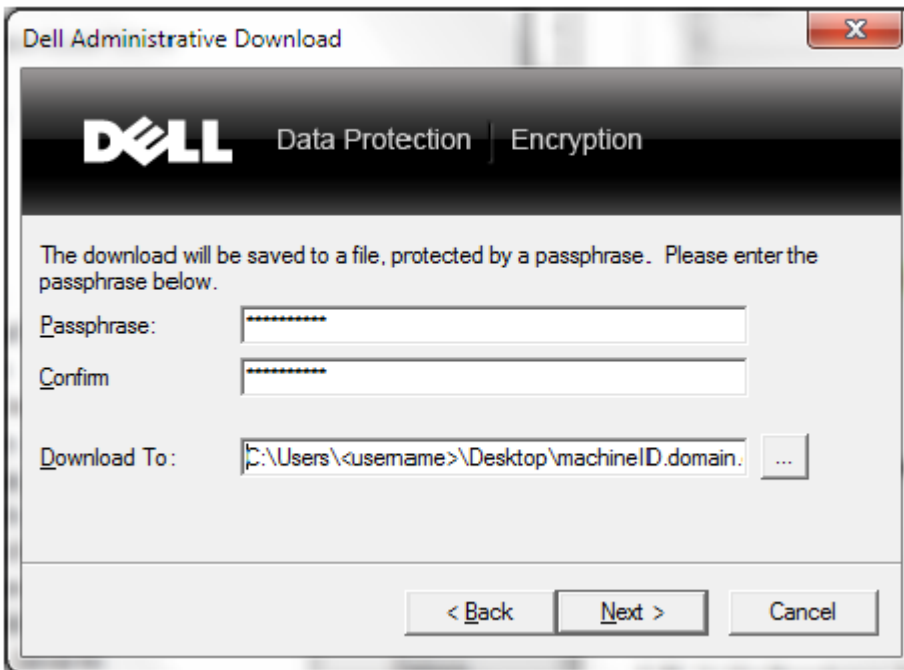 Dell Administrative Download
DELL Data Protection | Encryption
The download will be saved to a file, protected by a passphrase. Please enter the
passphrase below.
Passphrase: **********
Confirm **********
Download To: C:\Users\<username>\Desktop\machineID.domain. ...
< Back Next > Cancel